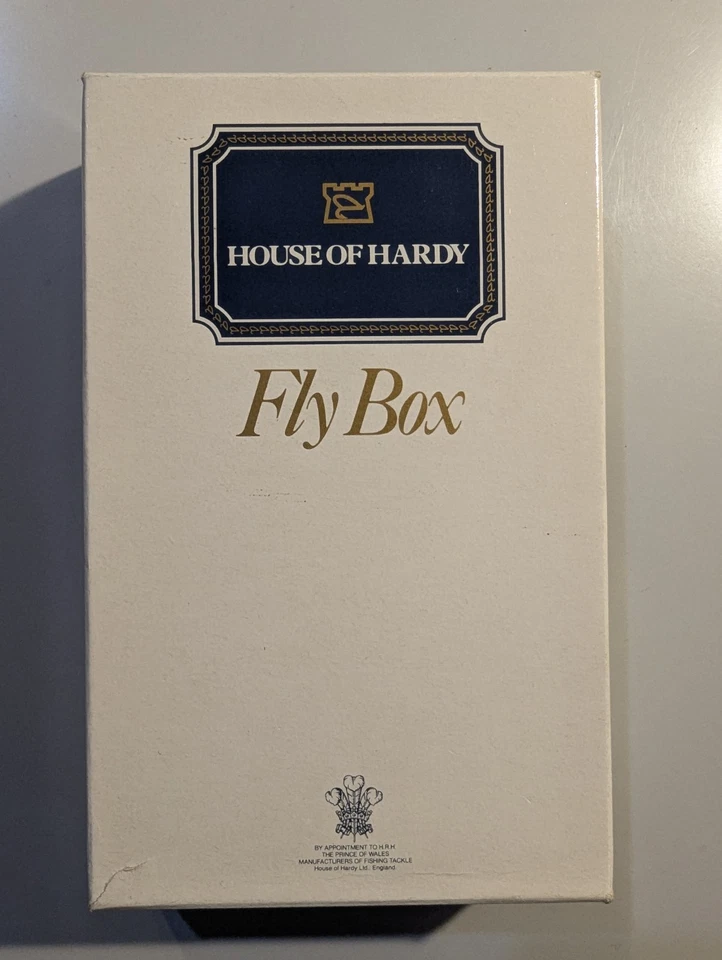 HOUSE OF HARDY
Fly Box
BY APPOINTMENT TO H.R.H
THE PRINCE OF WALES
MANUFACTURERS OF FISHING TACKLE
House of Hardy Ltd., England